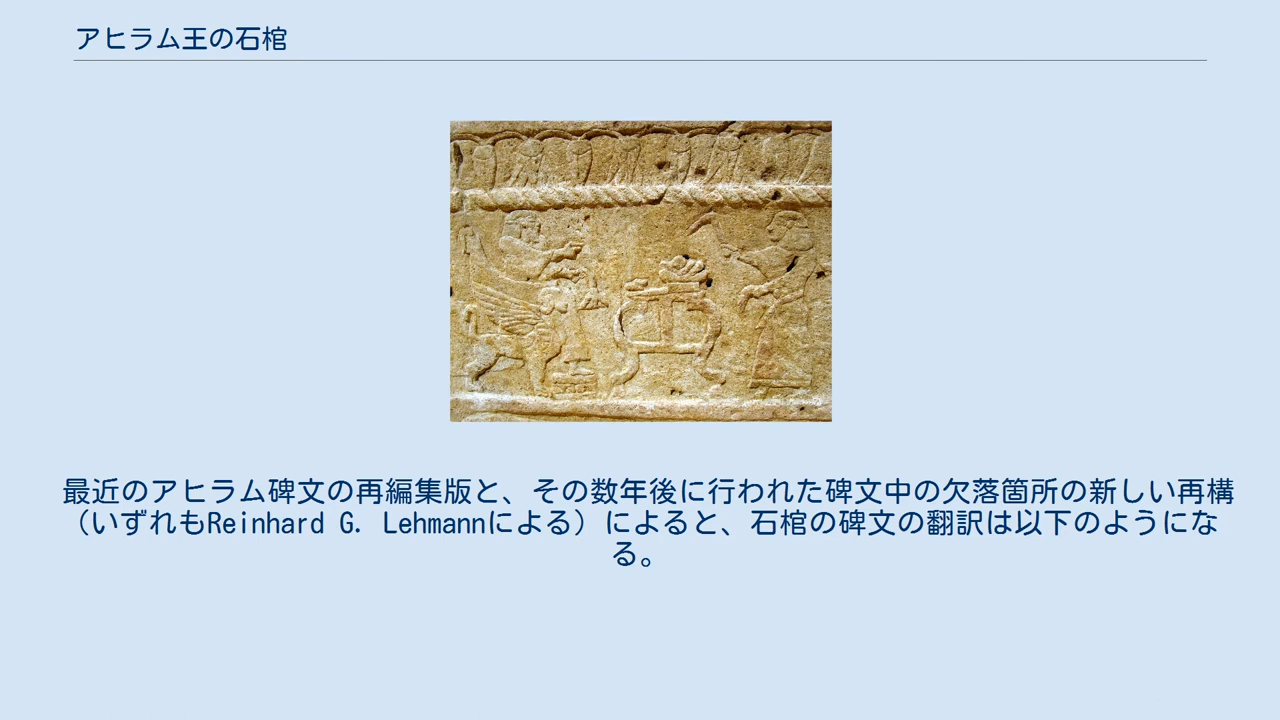 アヒラム王の石棺
最近のアヒラム碑文の再編集版と、その数年後に行われた碑文中の欠落箇所の新しい再構
（いずれもReinhard G. Lehmannによる）によると、石棺の碑文の翻訳は以下のようにな
る。